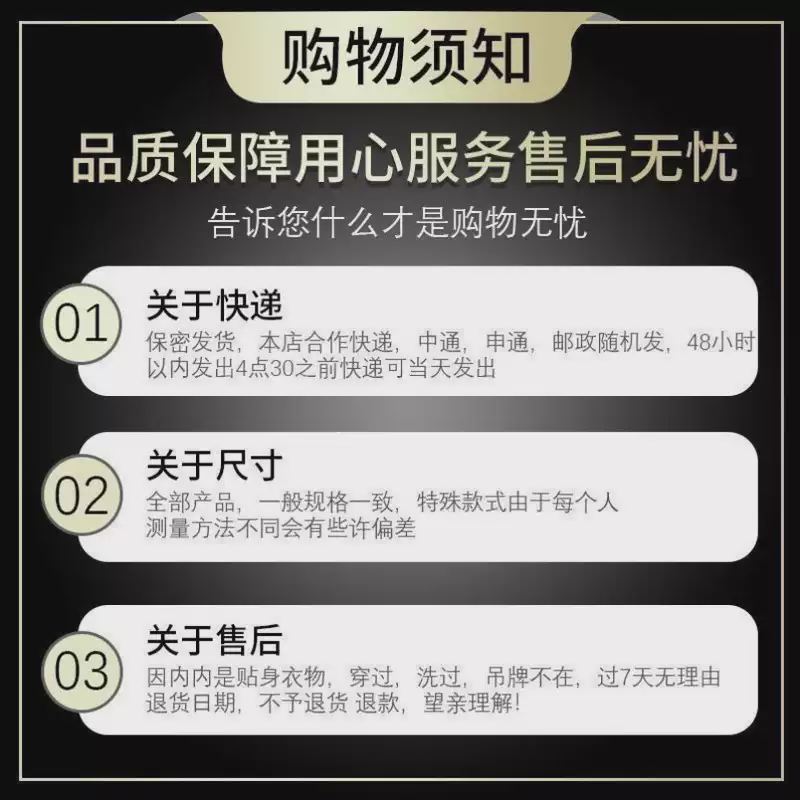 购物须知
品质保障用心服务售后无忧
告诉您什么才是购物无忧
01
关于快递
保密发货，本店合作快递，中通，申通，邮政随机发，48小时
以内发出4点30之前快递可当天发出
02
关于尺寸
全部产品，一般规格一致，特殊款式由于每个人
测量方法不同会有些许偏差
03
关于售后
因内内是贴身衣物，穿过，洗过，吊牌不在，过7天无理由
退货日期，不予退货 退款，望亲理解！